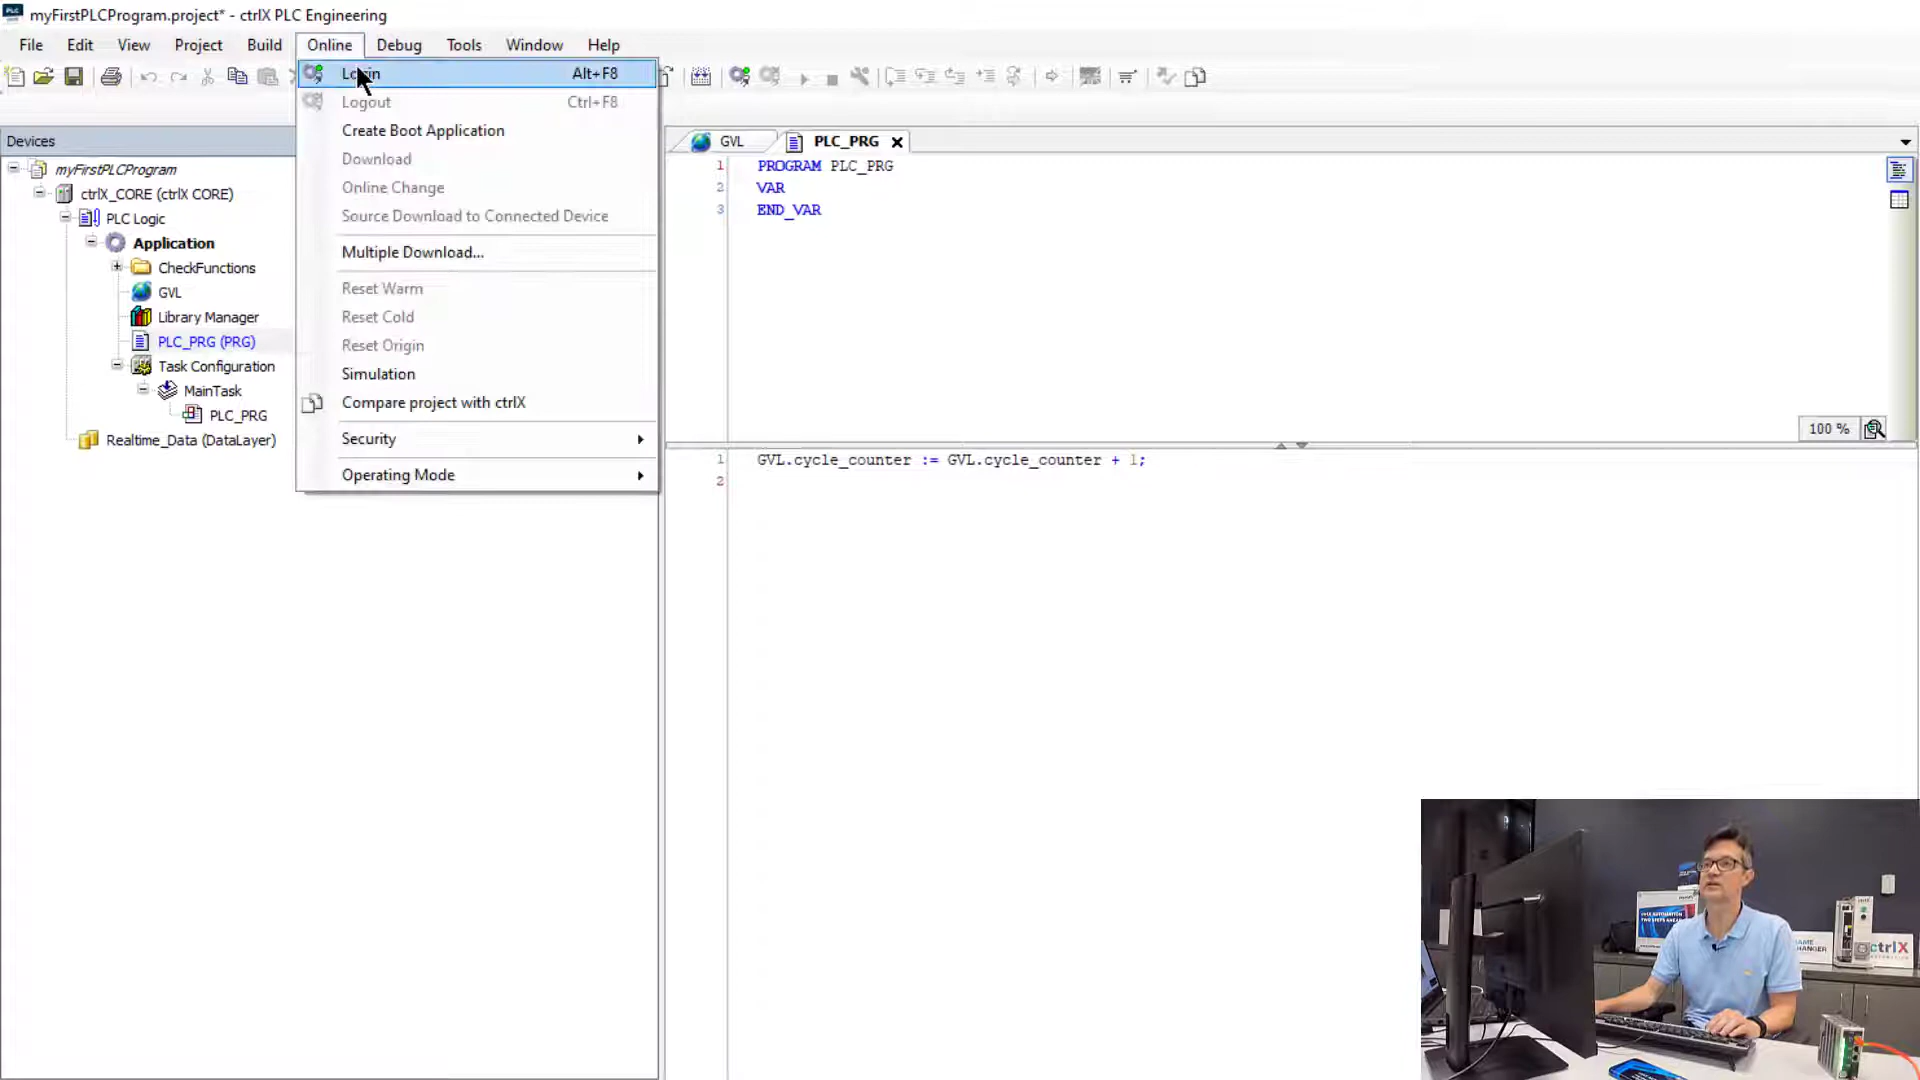 myFirstPLCProgram.project* - ctrlX PLC Engineering
File Edit View Project Build Online Debug Tools Window Help
Login Alt+F8
Logout Ctrl+F8
Create Boot Application
Download
Online Change
Source Download to Connected Device
Multiple Download...
Reset Warm
Reset Cold
Reset Origin
Simulation
Compare project with ctrlX
Security
Operating Mode
Devices
myFirstPLCProgram
ctrlX_CORE (ctrlX CORE)
PLC Logic
Application
CheckFunctions
GVL
Library Manager
PLC_PRG (PRG)
Task Configuration
MainTask
PLC_PRG
Realtime_Data (DataLayer)
GVL PLC_PRG
1 PROGRAM PLC_PRG
2 VAR
3 END_VAR
100 %
1 GVL.cycle_counter := GVL.cycle_counter + 1;
2
ctrlX